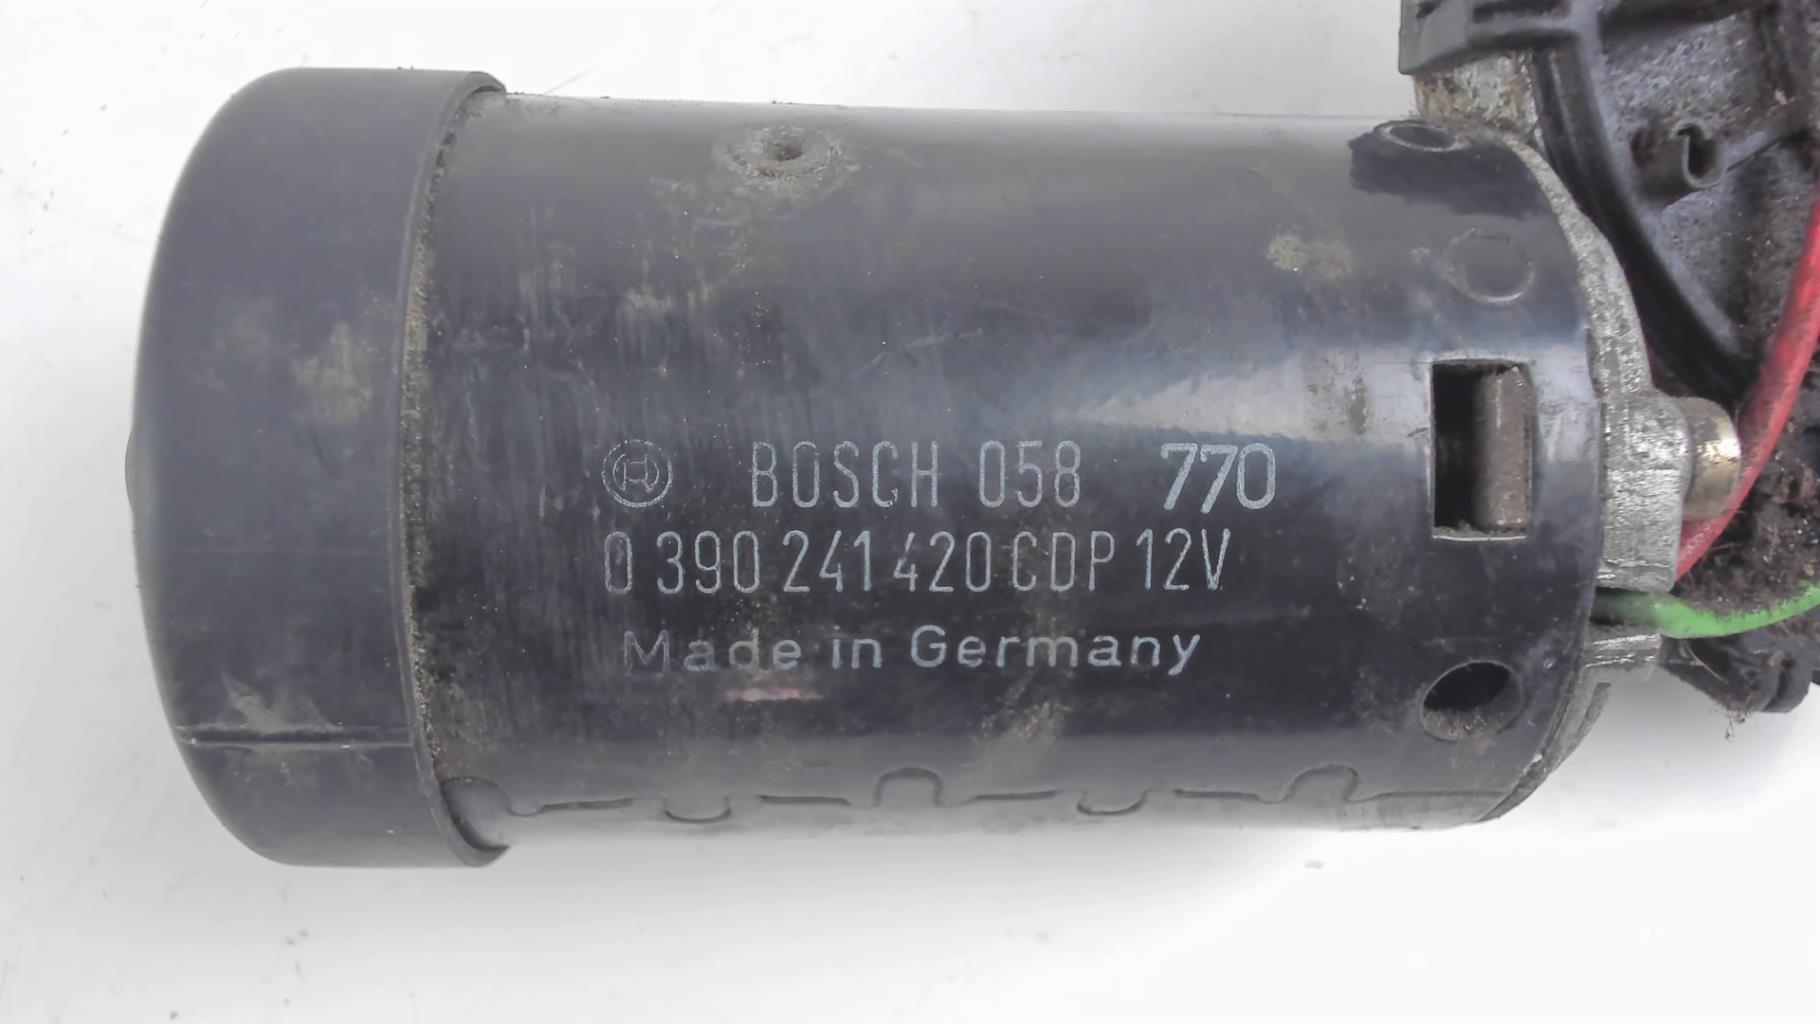 BOSCH 058 770
0 390 241 420 CDP 12V
Made in Germany